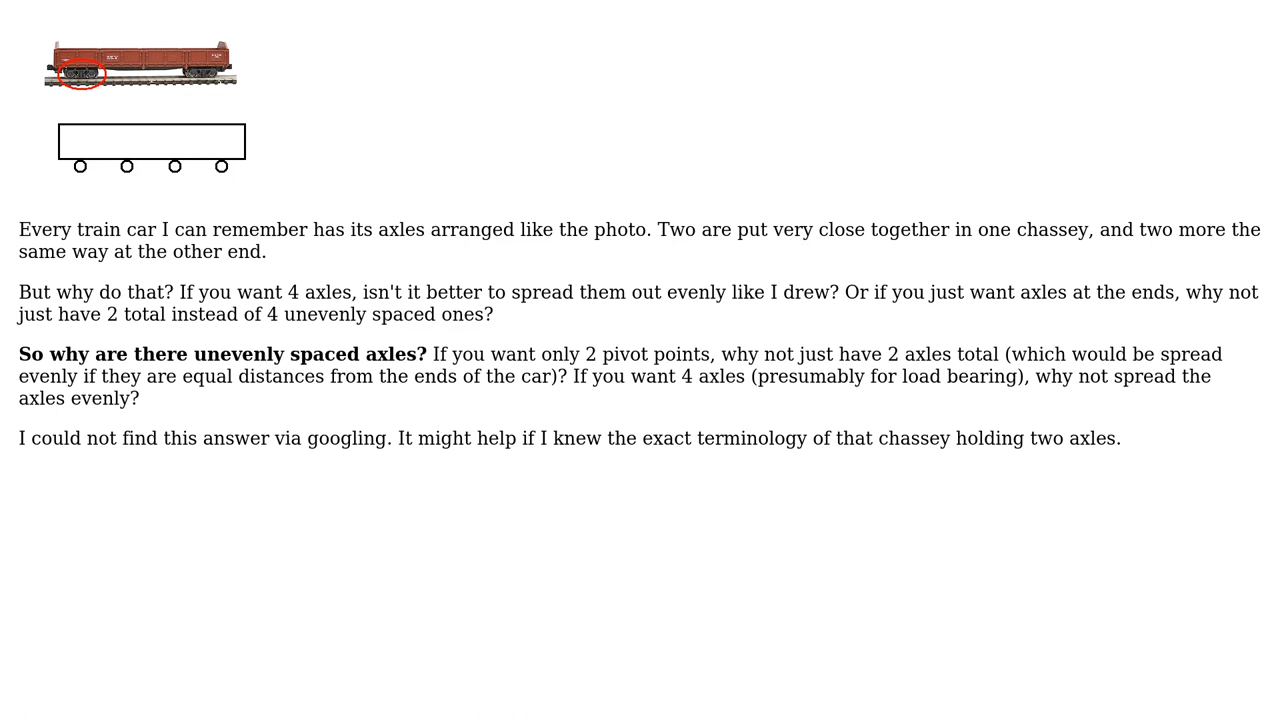 Every train car I can remember has its axles arranged like the photo. Two are put very close together in one chassey, and two more the
same way at the other end.
But why do that? If you want 4 axles, isn't it better to spread them out evenly like I drew? Or if you just want axles at the ends, why not
just have 2 total instead of 4 unevenly spaced ones?
So why are there unevenly spaced axles? If you want only 2 pivot points, why not just have 2 axles total (which would be spread
evenly if they are equal distances from the ends of the car)? If you want 4 axles (presumably for load bearing), why not spread the
axles evenly?
I could not find this answer via googling. It might help if I knew the exact terminology of that chassey holding two axles.